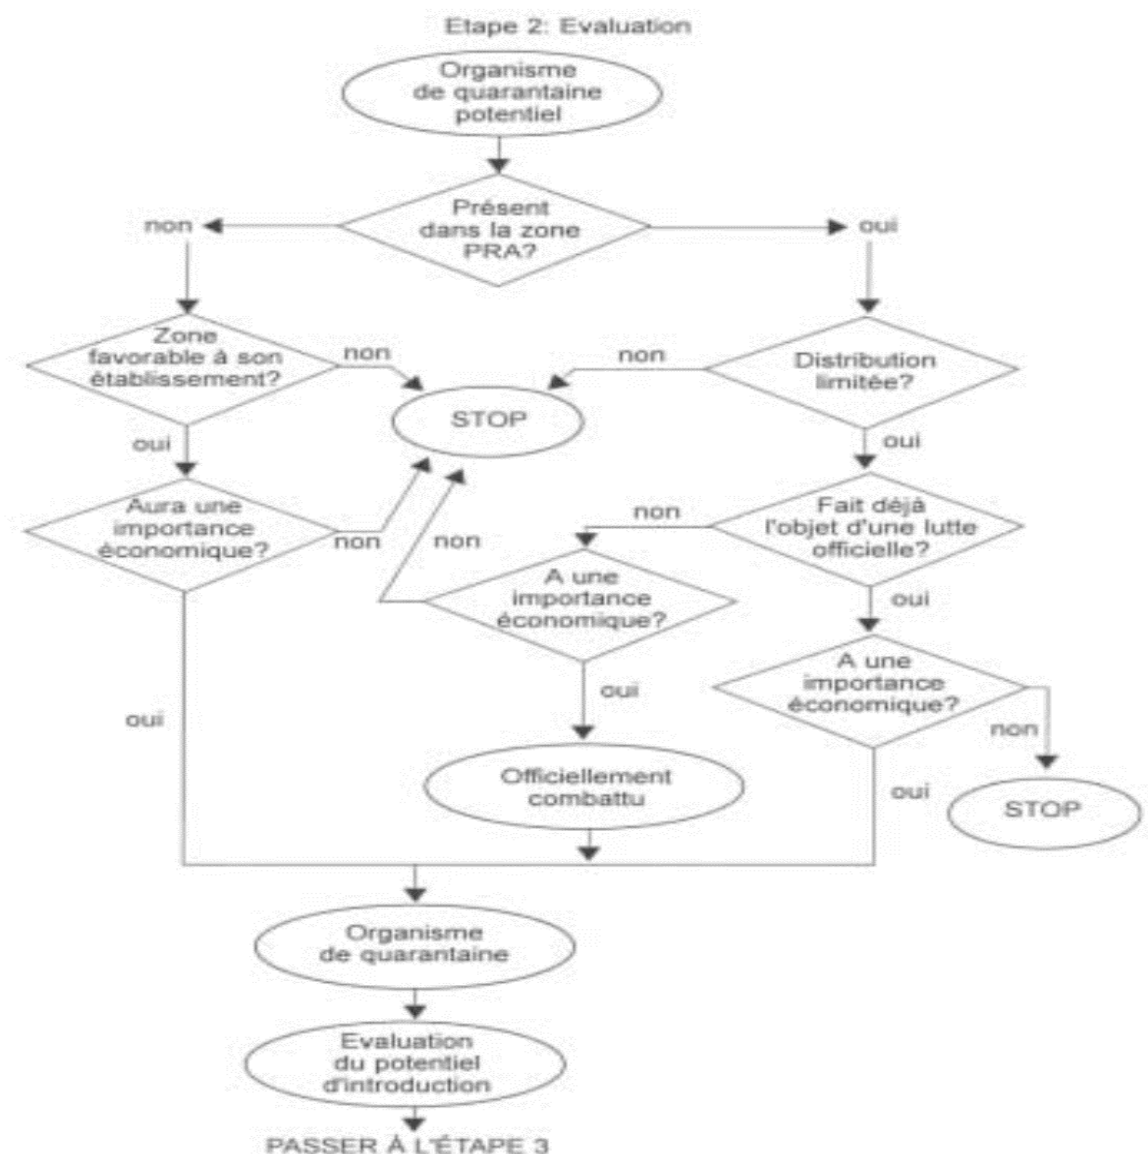 Etape 2: Evaluation
Organisme
de quarantaine
potentiel
Présent
dans la zone
PRA?
non
oui
Zone
favorable à son
établissement?
non
non
Distribution
limitée?
STOP
oui
oui
Aura une
importance
économique?
non
non
non
Fait déjà
l'objet d'une lutte
officielle?
A une
importance
économique?
oui
A une
importance
économique?
oui
oui
non
Officiellement
combattu
oui
STOP
Organisme
de quarantaine
Evaluation
du potentiel
d'introduction
PASSER À L'ÉTAPE 3